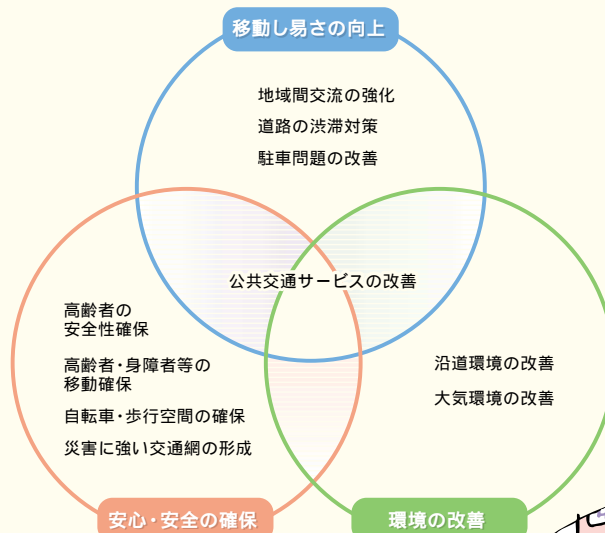 移動し易さの向上
地域間交流の強化
道路の渋滞対策
駐車問題の改善
公共交通サービスの改善
高齢者の
安全性確保
高齢者・身障者等の
移動確保
自転車・歩行空間の確保
災害に強い交通網の形成
沿道環境の改善
大気環境の改善
安心・安全の確保
環境の改善